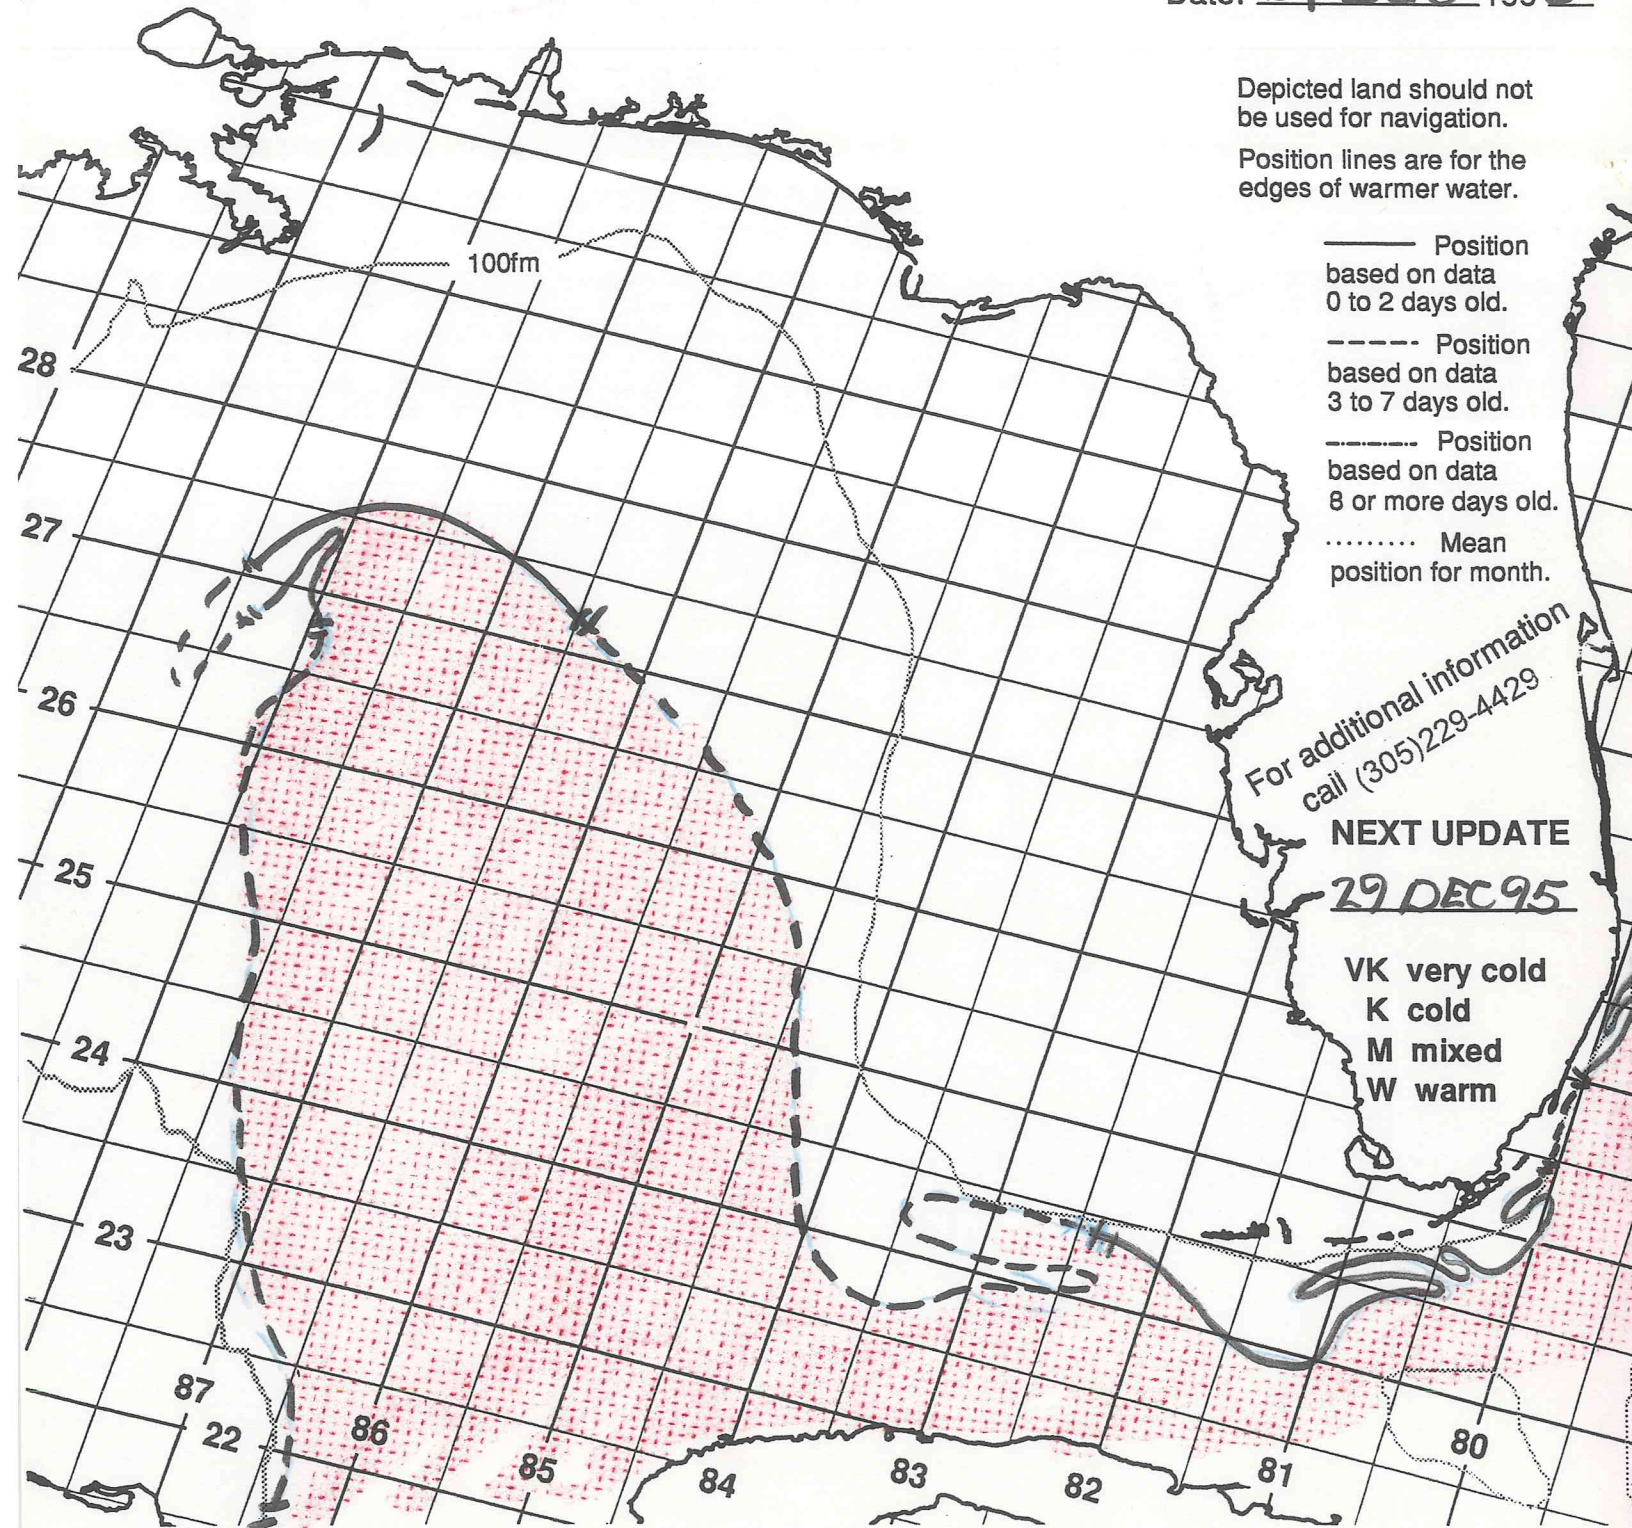 Depicted land should not
be used for navigation.
Position lines are for the
edges of warmer water.
Position
based on data
0 to 2 days old.
Position
based on data
3 to 7 days old.
Position
based on data
8 or more days old.
Mean
position for month.
For additional information
call (305)229-4429
NEXT UPDATE
29 DEC 95
VK very cold
K cold
M mixed
W warm
100fm
28
27
26
25
24
23
22
87
86
85
84
83
82
81
80